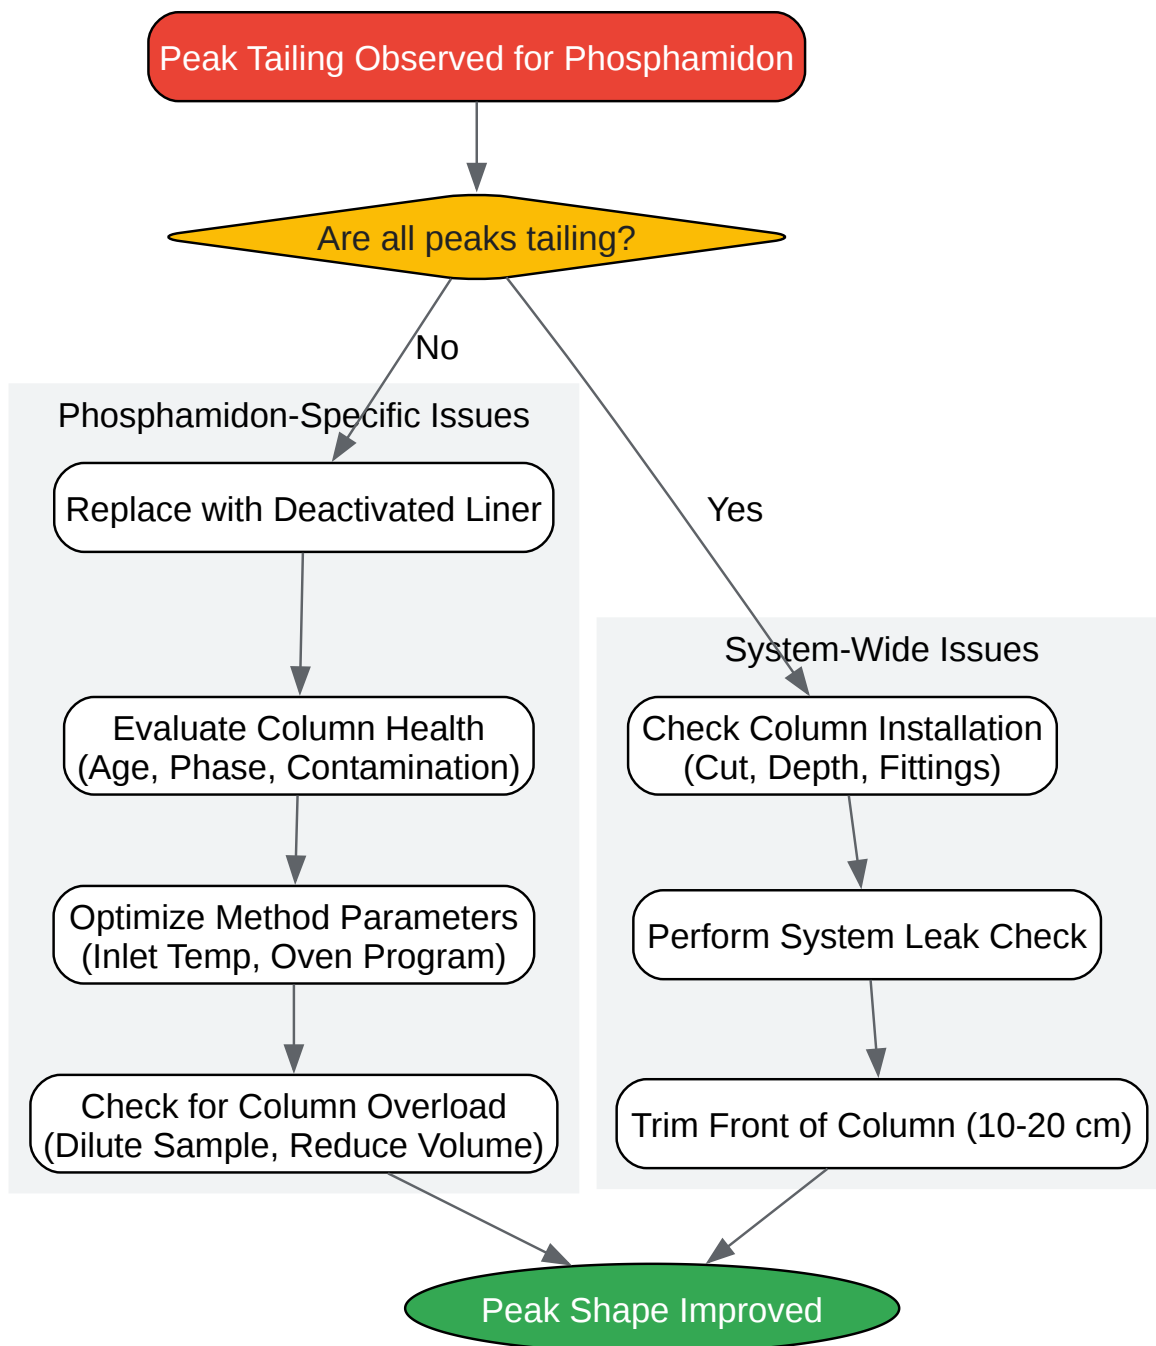 Peak Tailing Observed for Phosphamidon
Are all peaks tailing?
No
Yes
Phosphamidon-Specific Issues
Replace with Deactivated Liner
Evaluate Column Health
(Age, Phase, Contamination)
Optimize Method Parameters
(Inlet Temp, Oven Program)
Check for Column Overload
(Dilute Sample, Reduce Volume)
System-Wide Issues
Check Column Installation
(Cut, Depth, Fittings)
Perform System Leak Check
Trim Front of Column (10-20 cm)
Peak Shape Improved